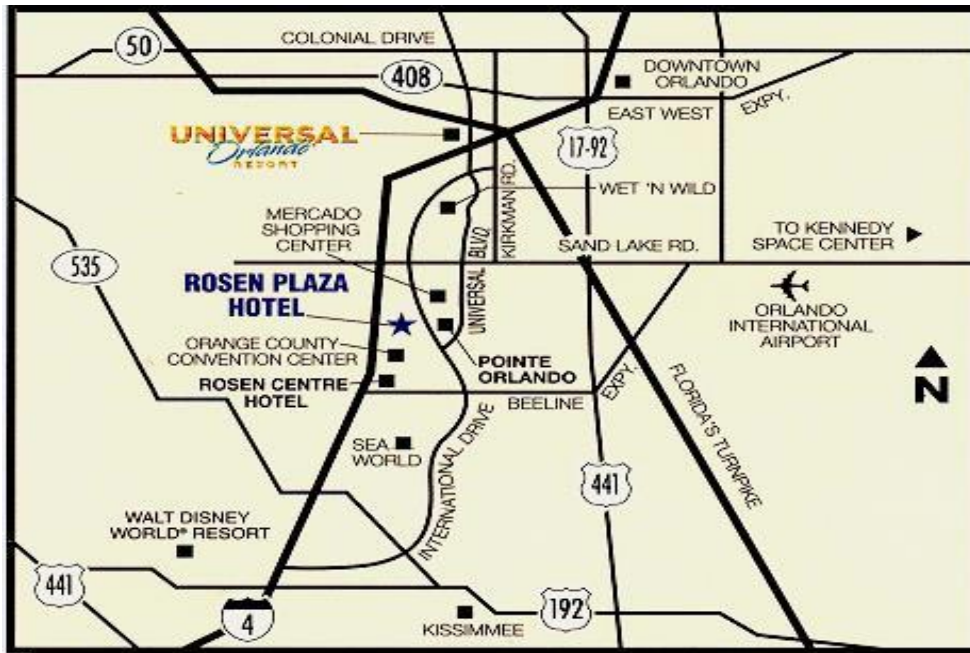 50
COLONIAL DRIVE
408
DOWNTOWN
ORLANDO
EAST WEST
EXPY.
UNIVERSAL
Orlando
RESORT
17-92
WET 'N WILD
KIRKMAN RD.
MERCADO
SHOPPING
CENTER
UNIVERSAL BLVD.
SAND LAKE RD.
TO KENNEDY
SPACE CENTER
535
ROSEN PLAZA
HOTEL
ORLANDO
INTERNATIONAL
AIRPORT
ORANGE COUNTY
CONVENTION CENTER
POINTE
ORLANDO
ROSEN CENTRE
HOTEL
BEELINE
EXPY.
FLORIDA'S TURNPIKE
N
SEA
WORLD
INTERNATIONAL DRIVE
441
WALT DISNEY
WORLD® RESORT
441
4
192
KISSIMMEE